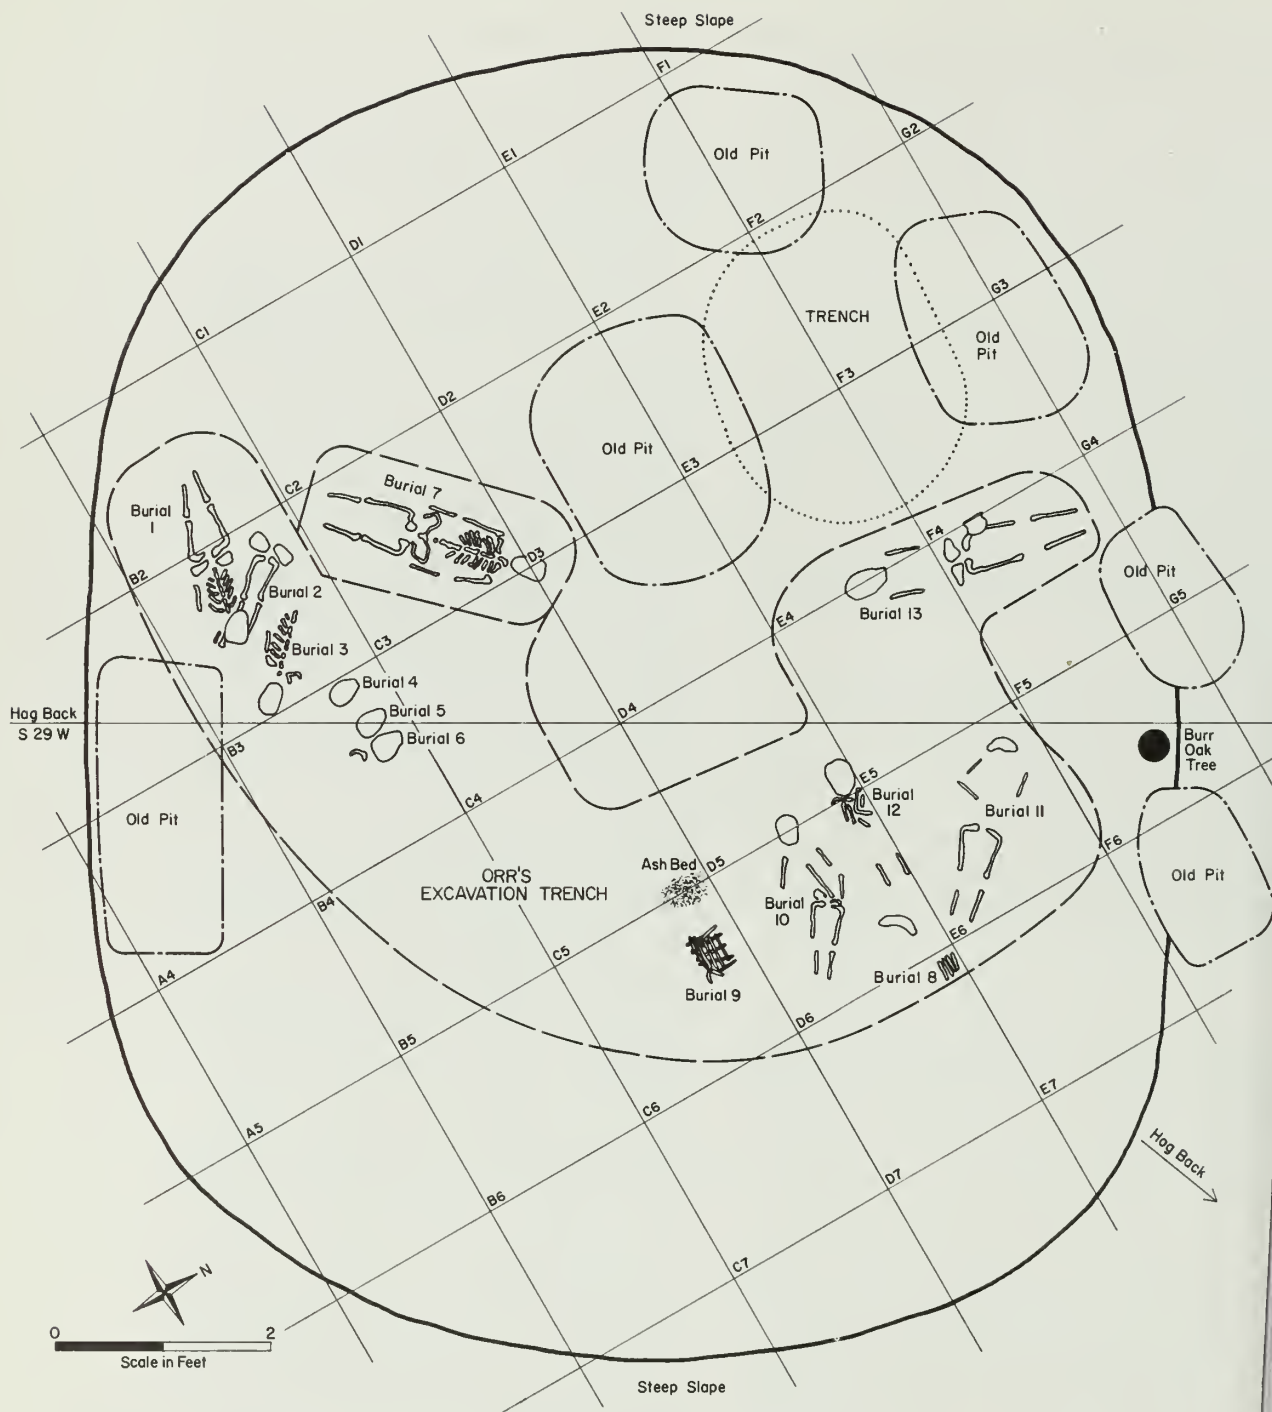 Steep Slape
F1
G2
E1
Old Pit
F2
D1
G3
E2
TRENCH
C1
Old
Pit
F3
D2
G4
Old Pit
E3
Burial 7
C2
Burial
1
F4
D3
B2
Old Pit
Burial 2
G5
Burial 13
E4
C3
Burial 3
Burial 4
F5
Hag Back
S 29 W
Burial 5
D4
Burial 6
B3
Burr
Oak
Tree
E5
Burial
12
C4
Burial 11
Old Pit
F6
Ash Bed
D5
ORR'S
EXCAVATION TRENCH
Old Pit
B4
Burial
10
E6
C5
A4
Burial 8
Burial 9
D6
B5
E7
C6
A5
Hog Back
D7
B6
C7
N
0 2
Scale in Feet
Steep Slape